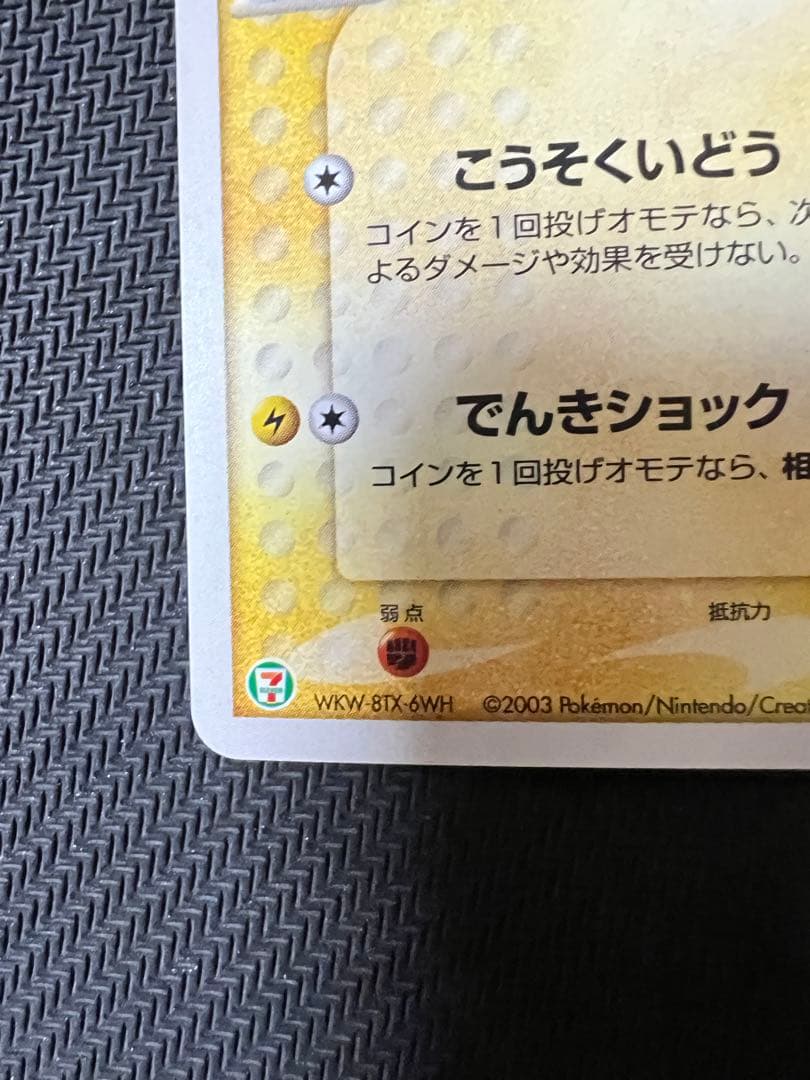 こうそくいどう
コインを1回投げオモテなら、次
よるダメージや効果を受けない。
でんきショック
コインを1回投げオモテなら、相
弱点
抵抗力
7
WKW-8TX-6WH ©2003 Pokémon/Nintendo/Creat